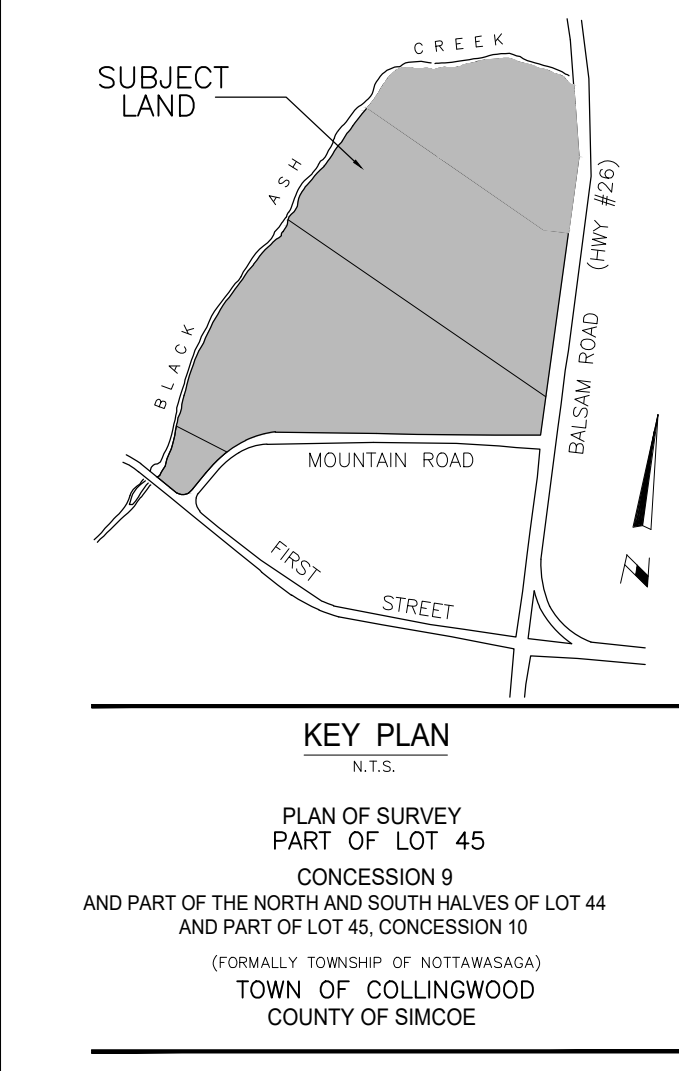 CREEK
SUBJECT
LAND
ASH
(HWY #26)
BLACK
BALSAM ROAD
MOUNTAIN ROAD
FIRST
STREET
N
KEY PLAN
N.T.S.
PLAN OF SURVEY
PART OF LOT 45
CONCESSION 9
AND PART OF THE NORTH AND SOUTH HALVES OF LOT 44
AND PART OF LOT 45, CONCESSION 10
(FORMALLY TOWNSHIP OF NOTTAWASAGA)
TOWN OF COLLINGWOOD
COUNTY OF SIMCOE